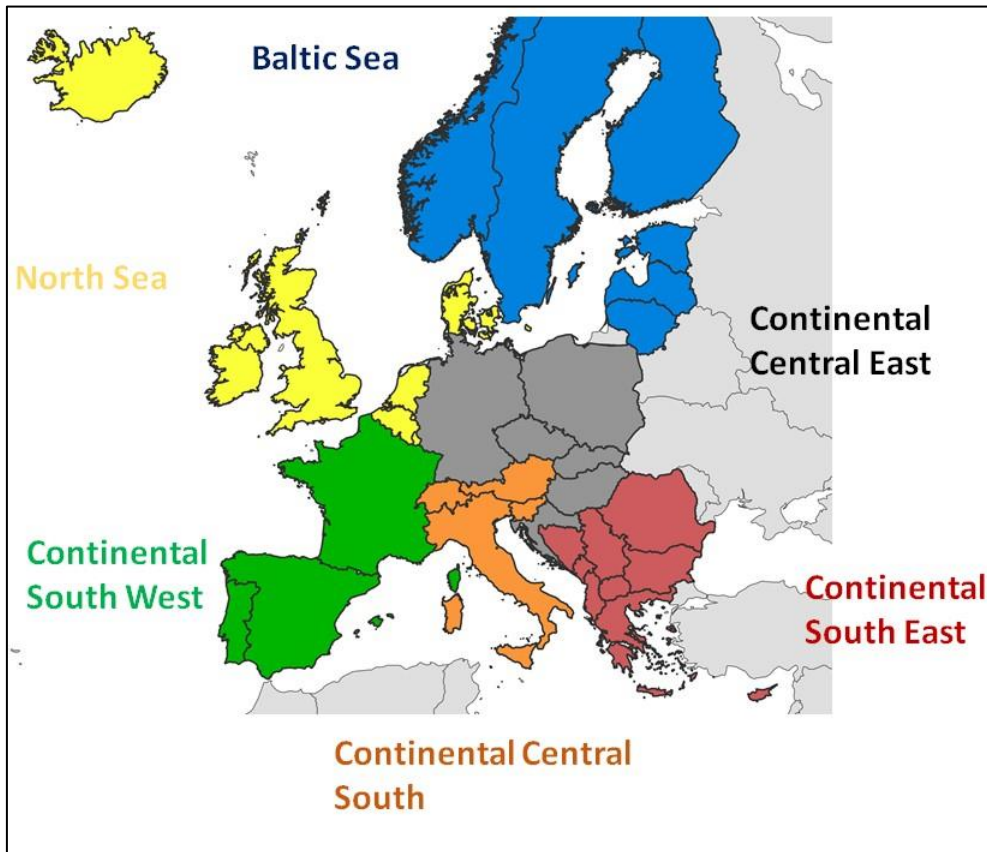 Baltic Sea
North Sea
Continental
Central East
Continental
South West
Continental
South East
Continental Central
South